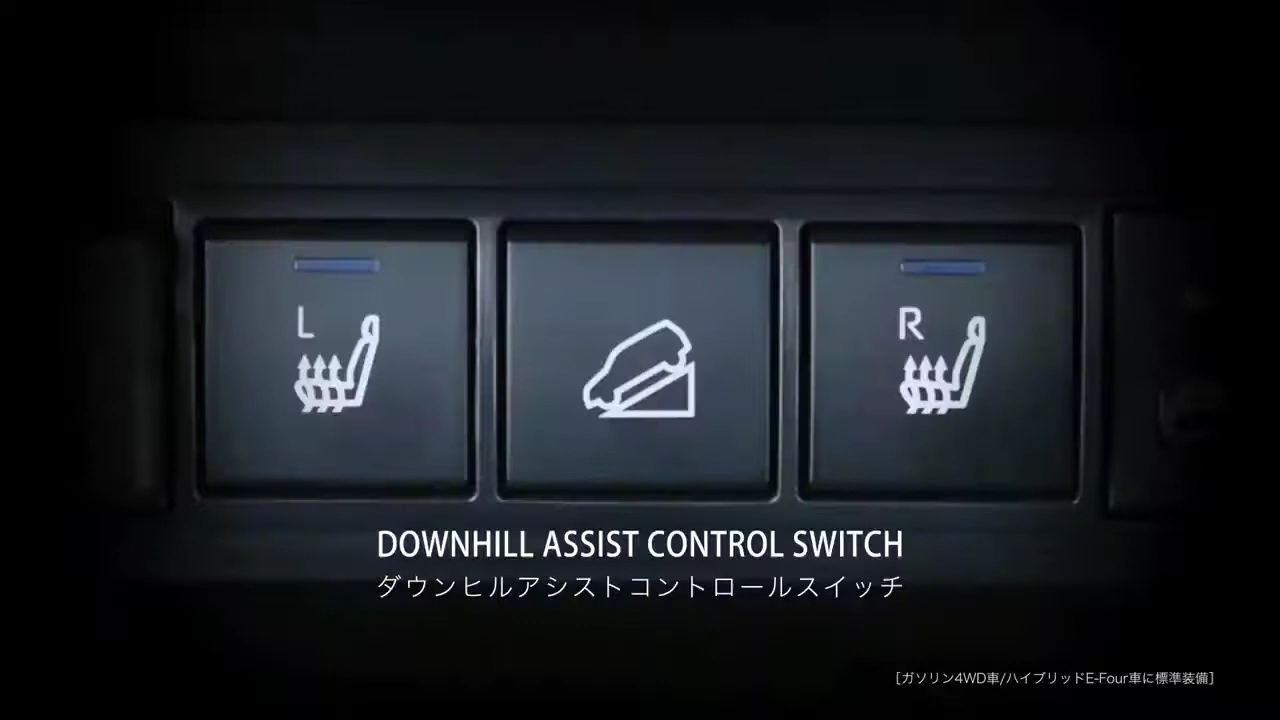 L
R
DOWNHILL ASSIST CONTROL SWITCH
ダウンヒルアシストコントロールスイッチ
[ガソリン4WD車/ハイブリッドE-Four車に標準装備]